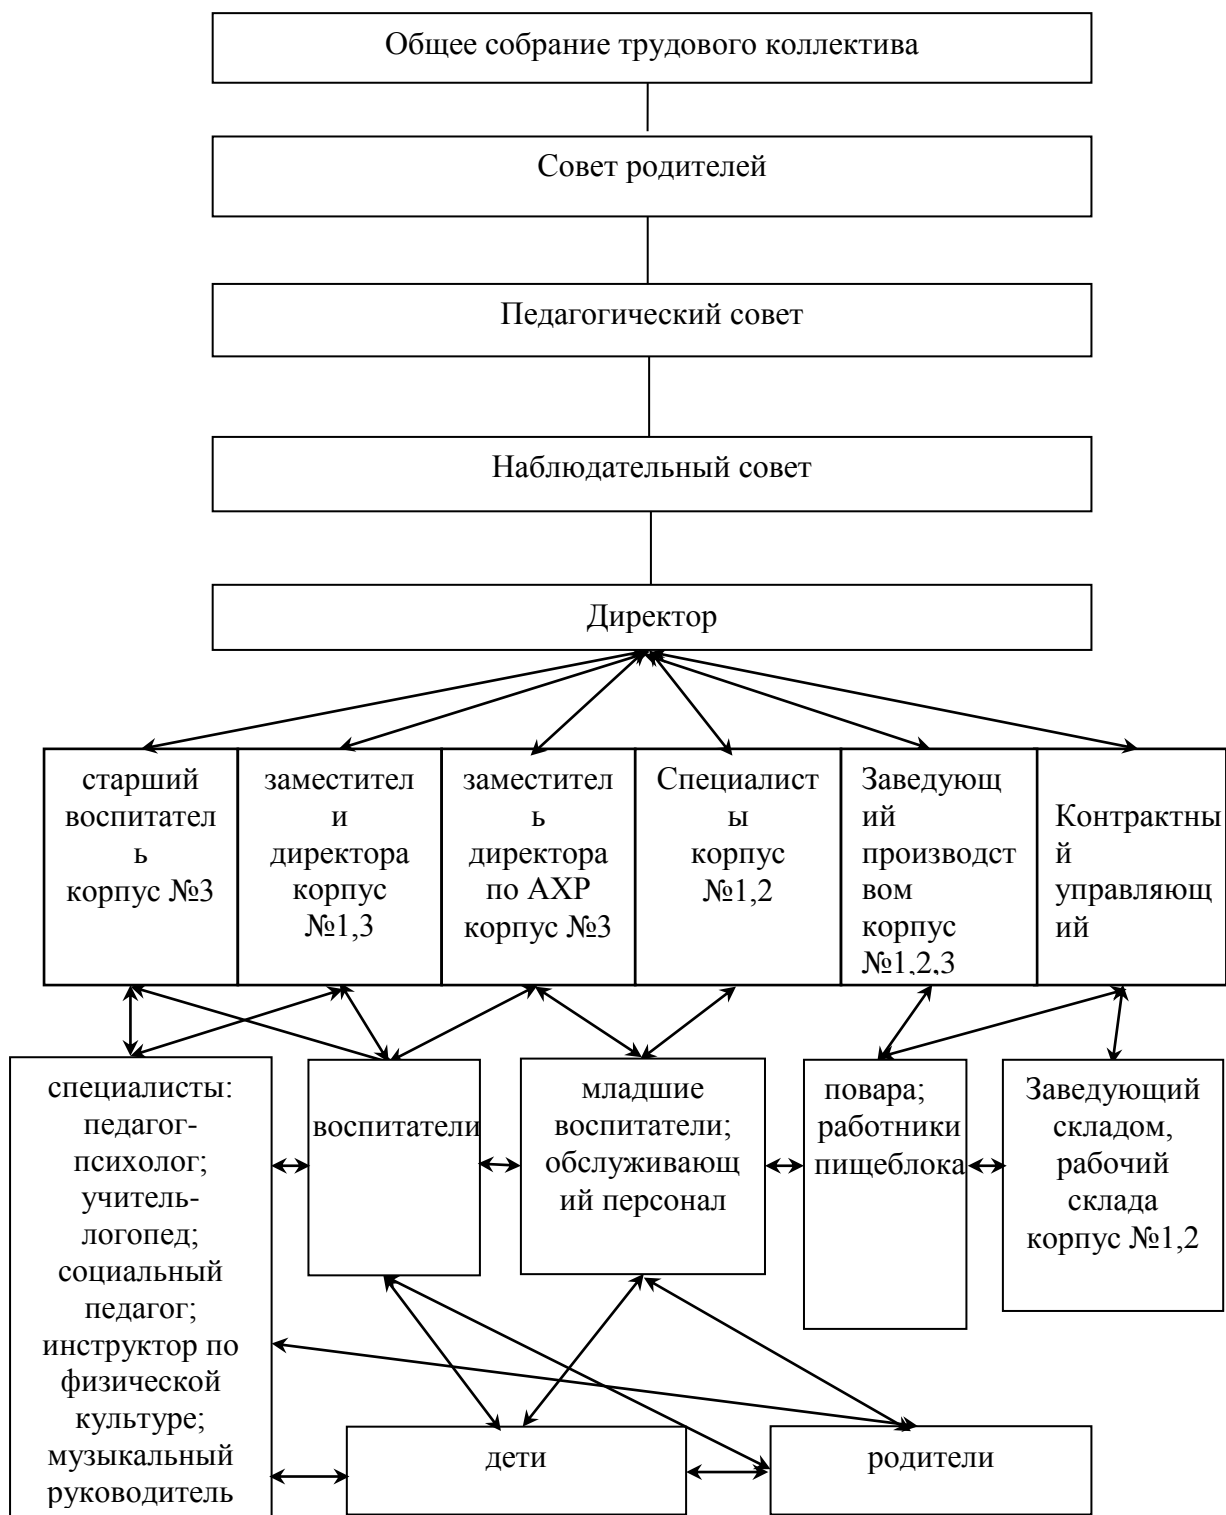 Общее собрание трудового коллектива
Совет родителей
Педагогический совет
Наблюдательный совет
Директор
старший
воспитател
ь
корпус №3
заместител
и
директора
корпус
№1,3
заместител
ь
директора
по АХР
корпус №3
Специалист
ы
корпус
№1,2
Заведующ
ий
производст
вом
корпус
№1,2,3
Контрактны
й
управляющ
ий
специалисты:
педагог-
психолог;
учитель-
логопед;
социальный
педагог;
инструктор по
физической
культуре;
музыкальный
руководитель
воспитатели
младшие
воспитатели;
обслуживающ
ий персонал
повара;
работники
пищеблока
Заведующий
складом,
рабочий
склада
корпус №1,2
дети
родители